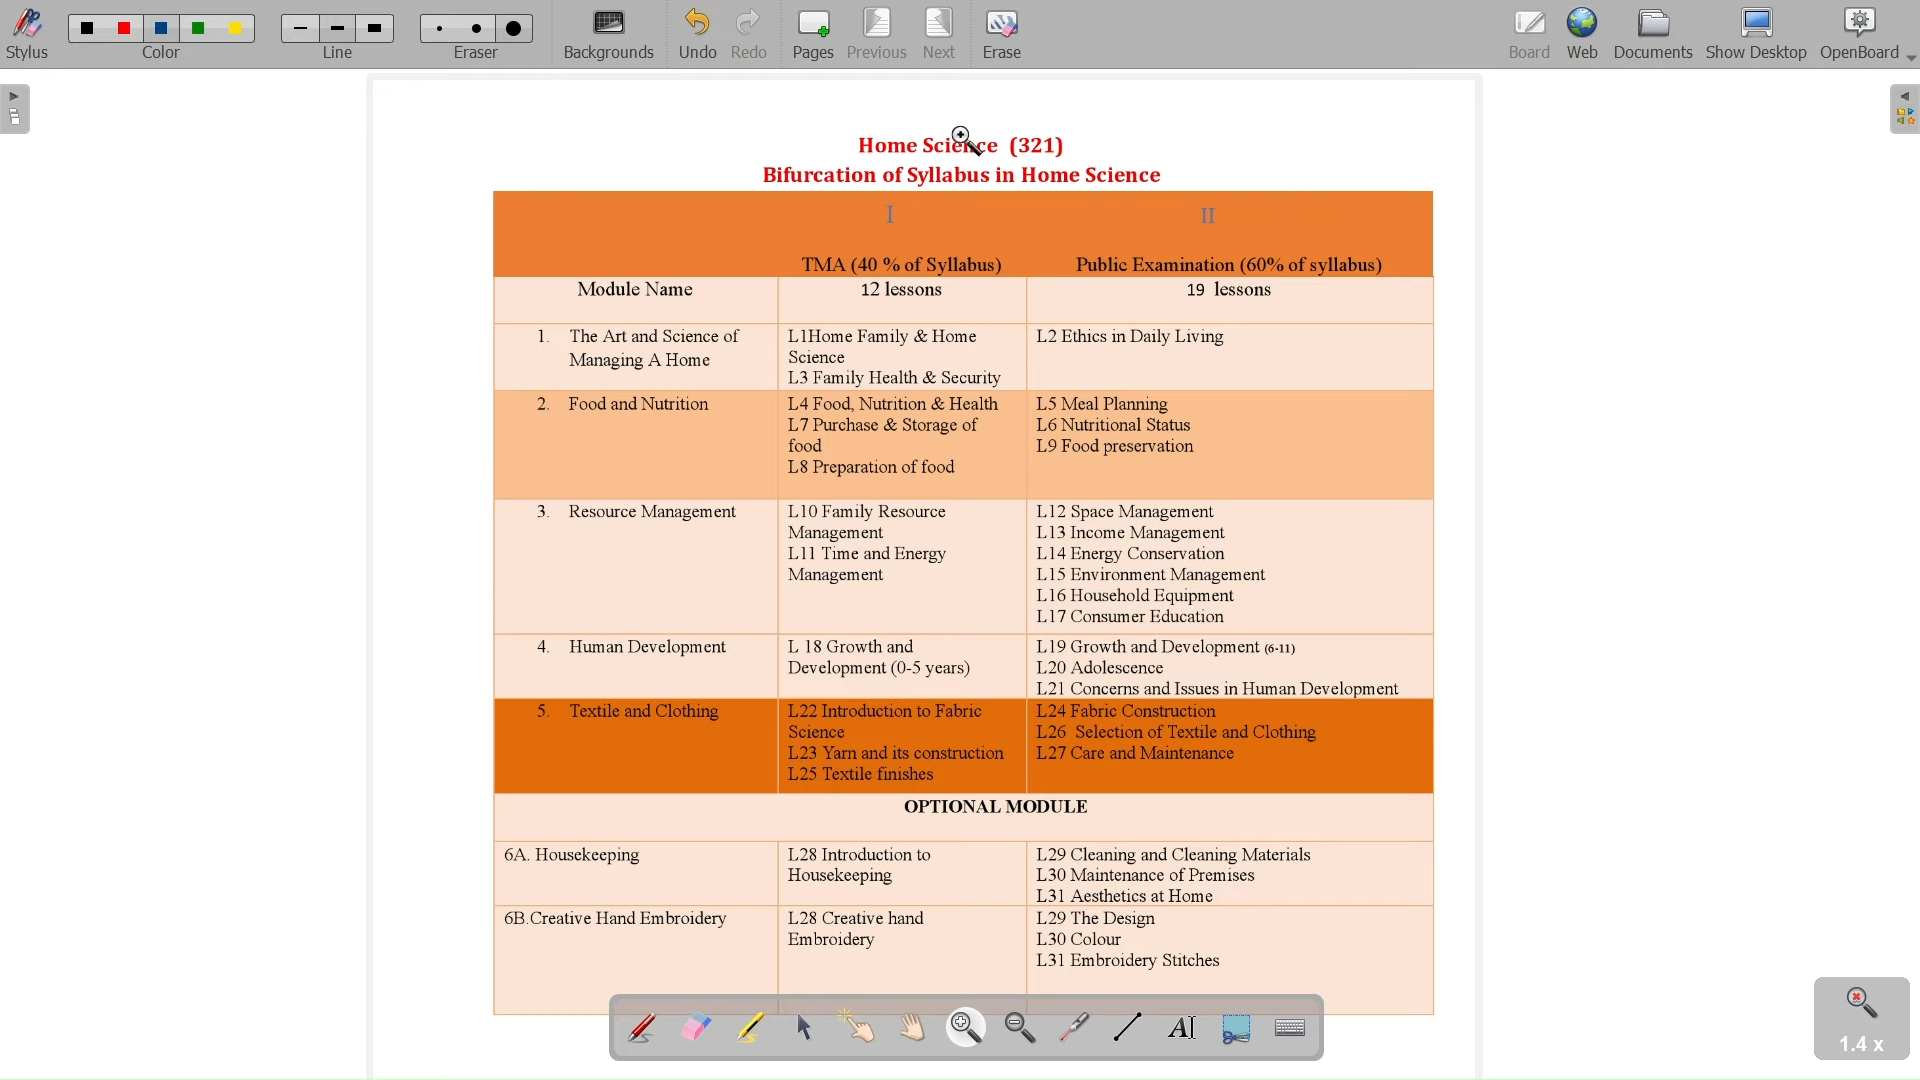 Stylus
Color
Line
Eraser
Backgrounds
Undo
Redo
Pages
Previous
Next
Erase
Board
Web
Documents
Show Desktop
OpenBoard
Home Science (321)
Bifurcation of Syllabus in Home Science
I
II
TMA (40 % of Syllabus)
Public Examination (60% of syllabus)
Module Name
12 lessons
19 lessons
1. The Art and Science of
Managing A Home
L1Home Family & Home
Science
L3 Family Health & Security
L2 Ethics in Daily Living
2. Food and Nutrition
L4 Food, Nutrition & Health
L7 Purchase & Storage of
food
L8 Preparation of food
L5 Meal Planning
L6 Nutritional Status
L9 Food preservation
3. Resource Management
L10 Family Resource
Management
L11 Time and Energy
Management
L12 Space Management
L13 Income Management
L14 Energy Conservation
L15 Environment Management
L16 Household Equipment
L17 Consumer Education
4. Human Development
L 18 Growth and
Development (0-5 years)
L19 Growth and Development (6-11)
L20 Adolescence
L21 Concerns and Issues in Human Development
5. Textile and Clothing
L22 Introduction to Fabric
Science
L23 Yarn and its construction
L25 Textile finishes
L24 Fabric Construction
L26 Selection of Textile and Clothing
L27 Care and Maintenance
OPTIONAL MODULE
6A. Housekeeping
L28 Introduction to
Housekeeping
L29 Cleaning and Cleaning Materials
L30 Maintenance of Premises
L31 Aesthetics at Home
6B.Creative Hand Embroidery
L28 Creative hand
Embroidery
L29 The Design
L30 Colour
L31 Embroidery Stitches
1.4 x